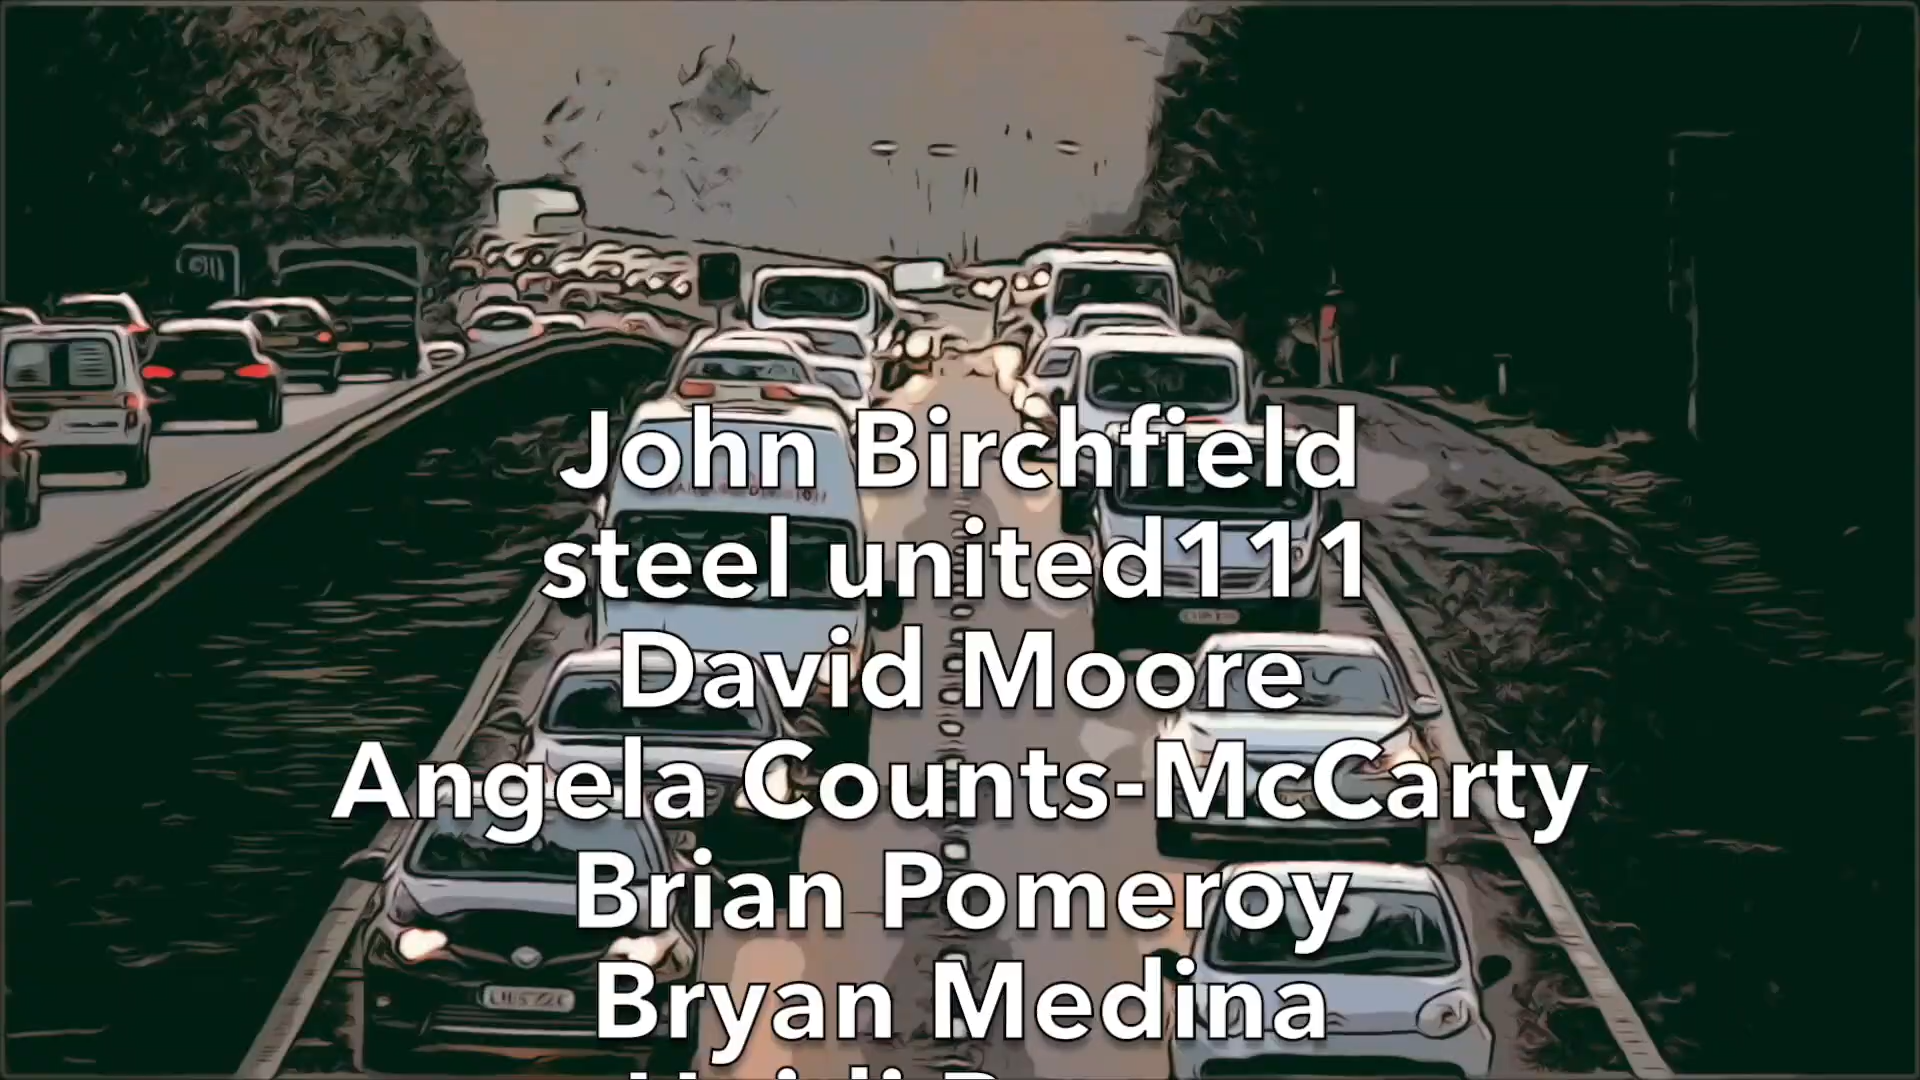 John Birchfield
steel united111
David Moore
Angela Counts-McCarty
Brian Pomeroy
Bryan Medina